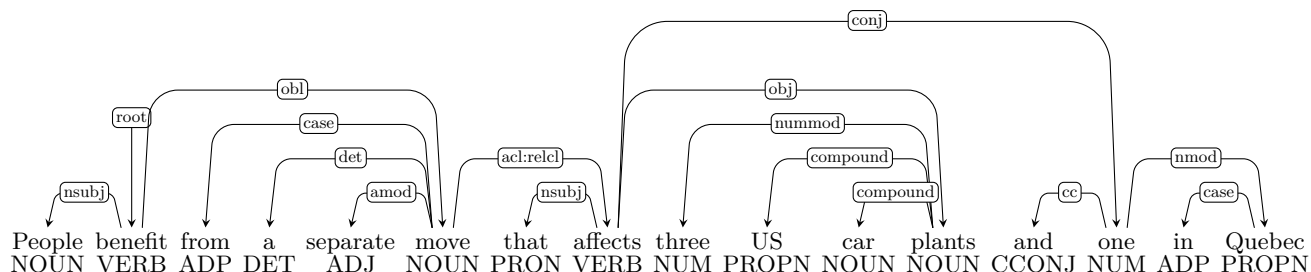 conj
obl obj
root
case nummod
det acl:relcl compound nmod
nsubj amod nsubj compound cc case
People benefit from a separate move that affects three US car plants and one in Quebec
NOUN VERB ADP DET ADJ NOUN PRON VERB NUM PROPN NOUN NOUN CCONJ NUM ADP PROPN